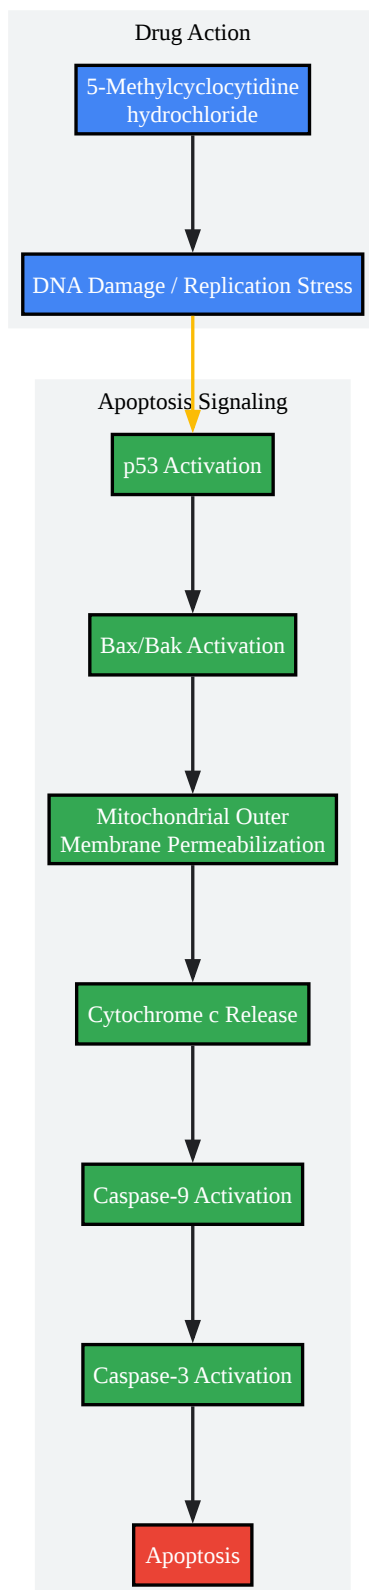 Drug Action
5-Methylcyclocytidine
hydrochloride
DNA Damage / Replication Stress
Apoptosis Signaling
p53 Activation
Bax/Bak Activation
Mitochondrial Outer
Membrane Permeabilization
Cytochrome c Release
Caspase-9 Activation
Caspase-3 Activation
Apoptosis